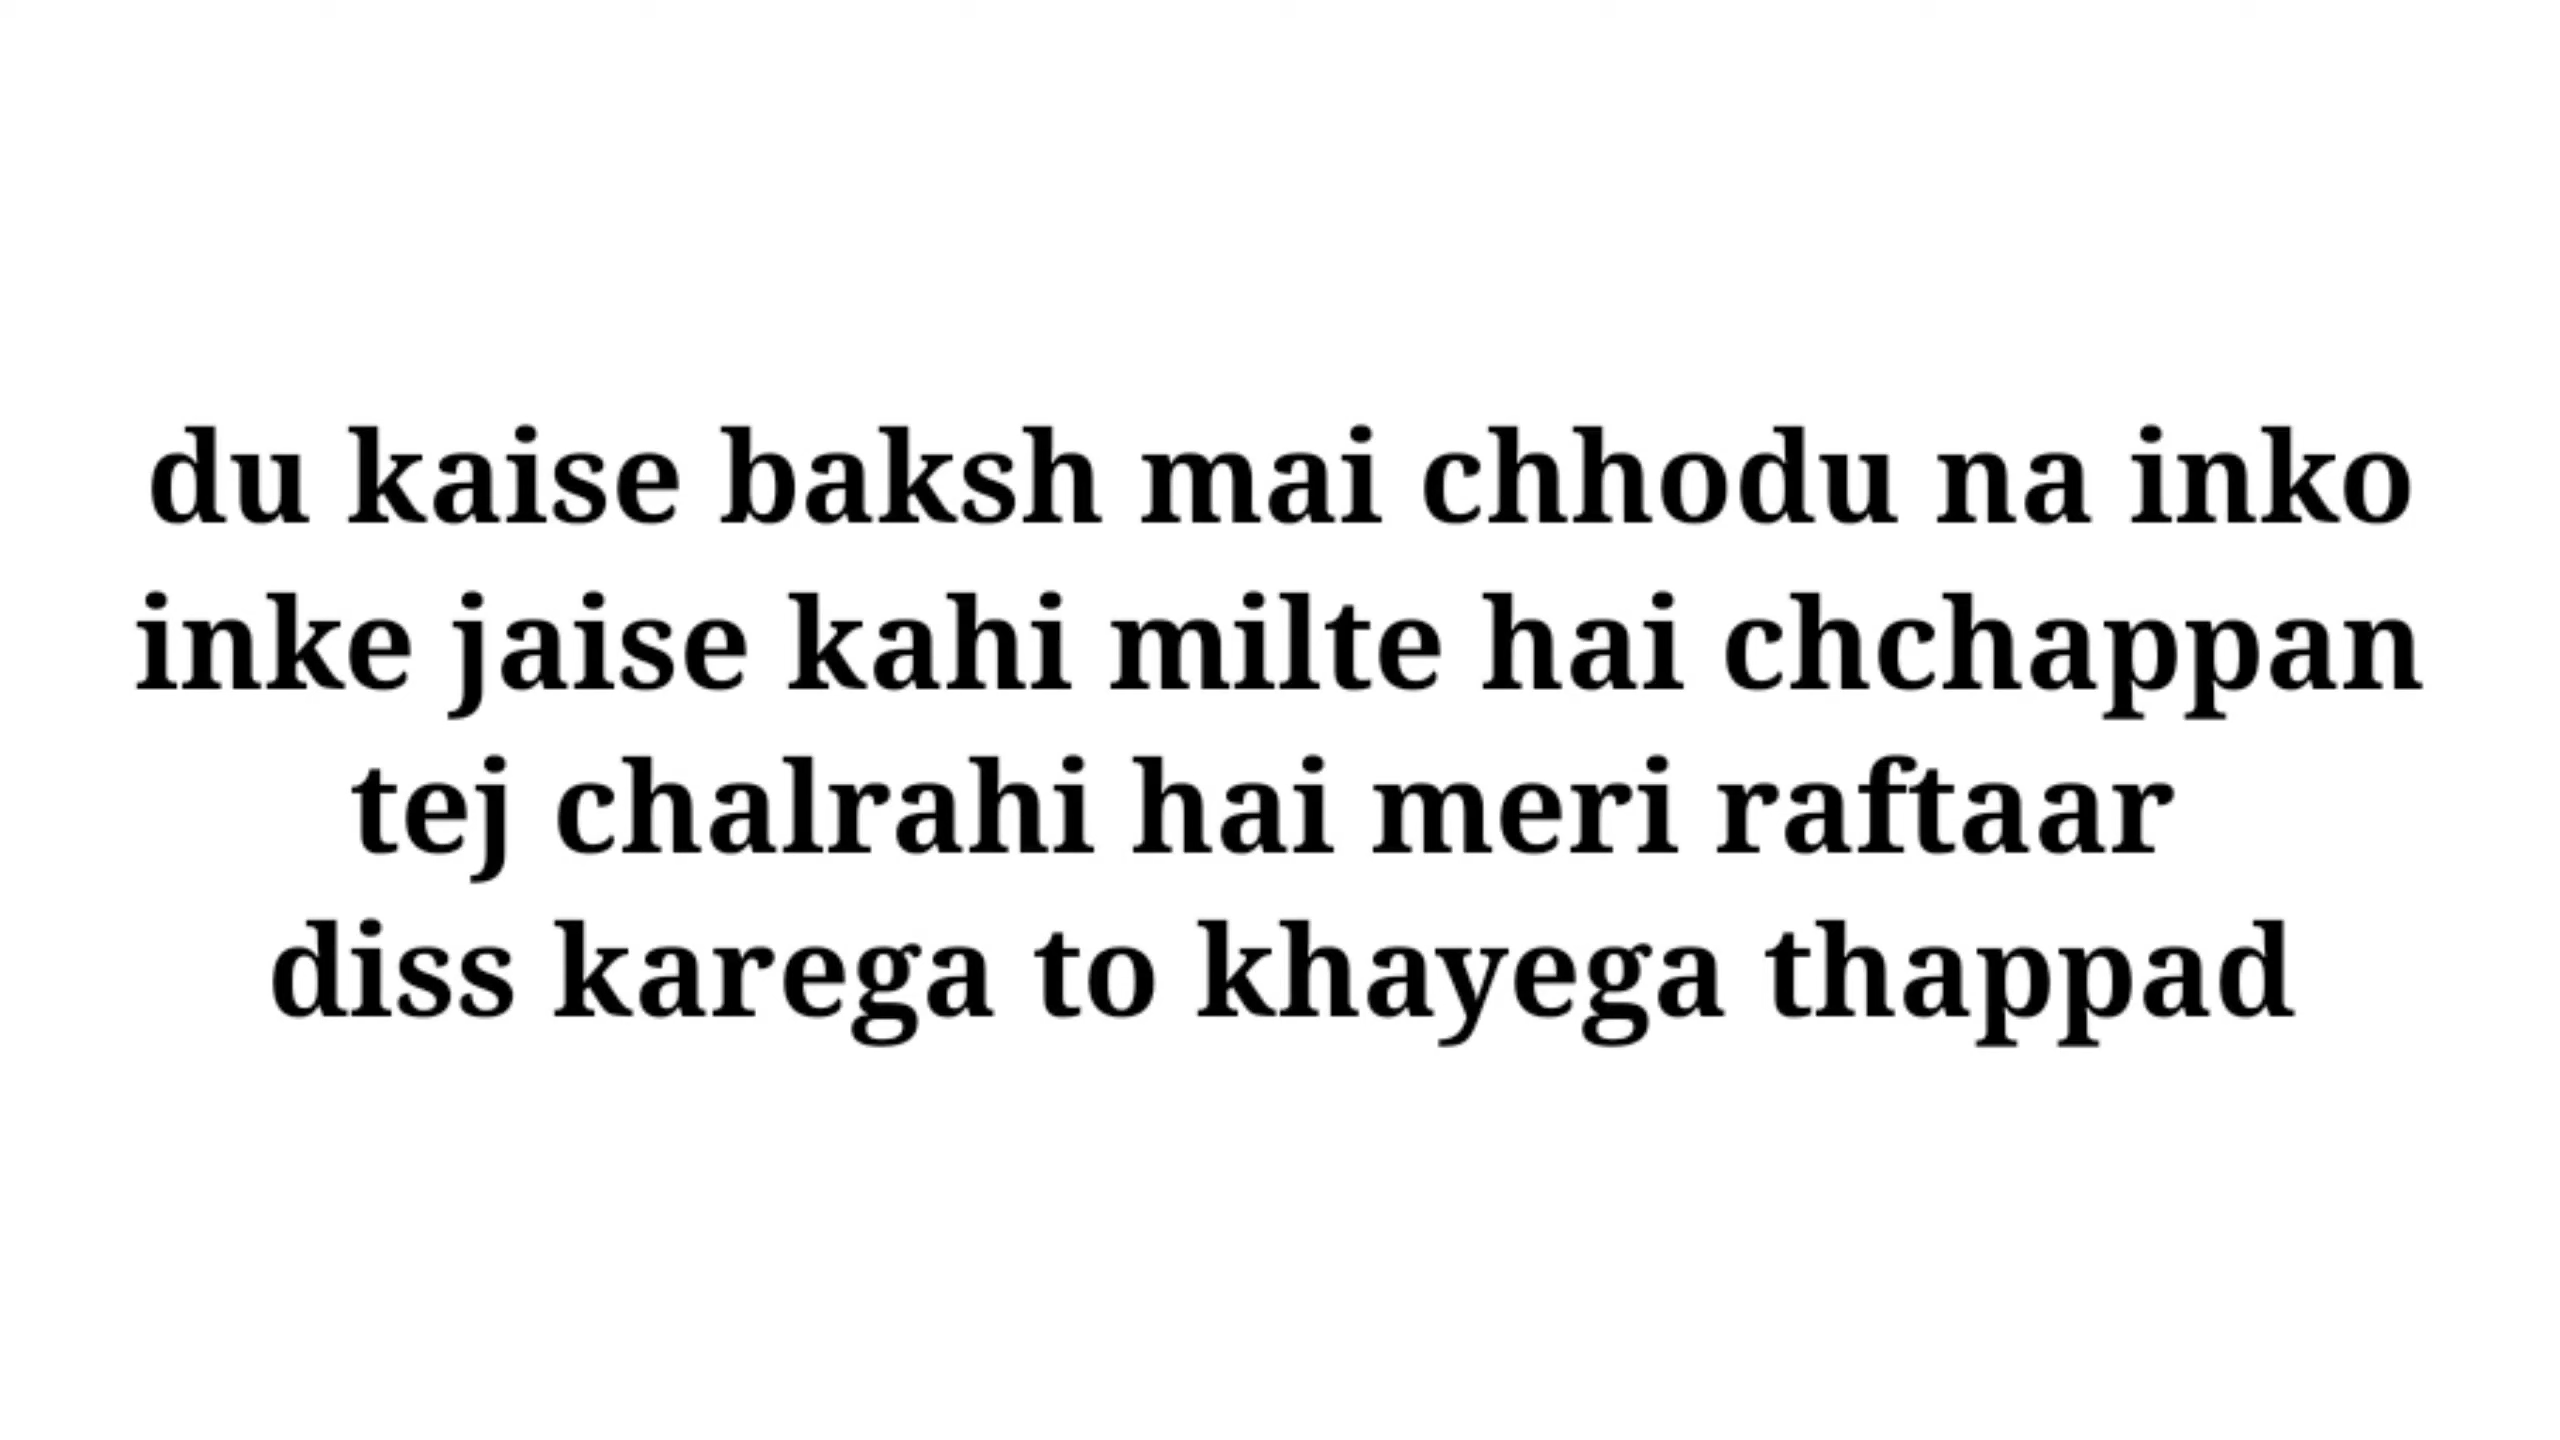 du kaise baksh mai chhodu na inko
inke jaise kahi milte hai chchappan
tej chalrahi hai meri raftaar
diss karega to khayega thappad